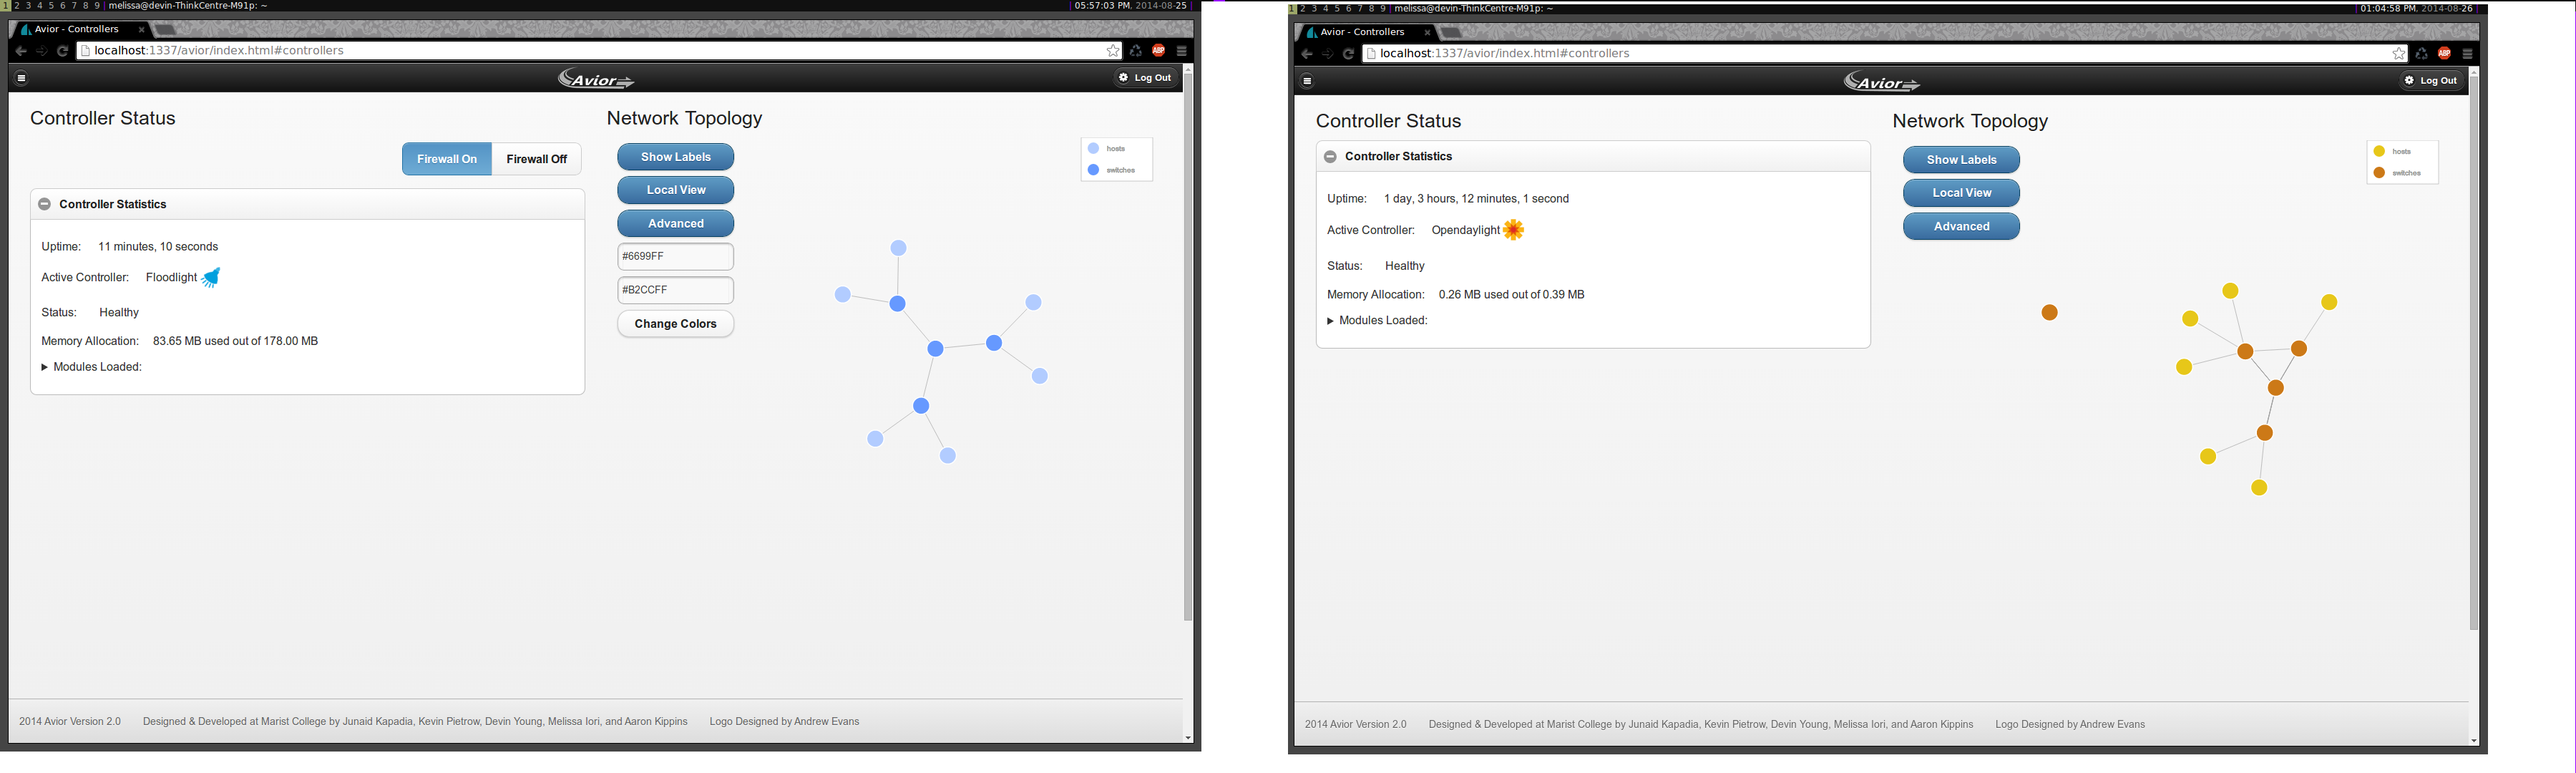 1 2 3 4 5 6 7 8 9 melissa@devin-ThinkCentre-M91p: ~
05:57:03 PM, 2014-08-25
Avior - Controllers
localhost:1337/avior/index.html#controllers
ABP
Avior
Log Out
Controller Status
Firewall On
Firewall Off
Controller Statistics
Uptime: 11 minutes, 10 seconds
Active Controller: Floodlight
Status: Healthy
Memory Allocation: 83.65 MB used out of 178.00 MB
Modules Loaded:
Network Topology
Show Labels
Local View
Advanced
#6699FF
#B2CCFF
Change Colors
hosts
switches
2014 Avior Version 2.0 Designed & Developed at Marist College by Junaid Kapadia, Kevin Pietrow, Devin Young, Melissa Iori, and Aaron Kippins Logo Designed by Andrew Evans
1 2 3 4 5 6 7 8 9 melissa@devin-ThinkCentre-M91p: ~
01:04:58 PM, 2014-08-26
Avior - Controllers
localhost:1337/avior/index.html#controllers
ABP
Avior
Log Out
Controller Status
Controller Statistics
Uptime: 1 day, 3 hours, 12 minutes, 1 second
Active Controller: Opendaylight
Status: Healthy
Memory Allocation: 0.26 MB used out of 0.39 MB
Modules Loaded:
Network Topology
Show Labels
Local View
Advanced
hosts
switches
2014 Avior Version 2.0 Designed & Developed at Marist College by Junaid Kapadia, Kevin Pietrow, Devin Young, Melissa Iori, and Aaron Kippins Logo Designed by Andrew Evans